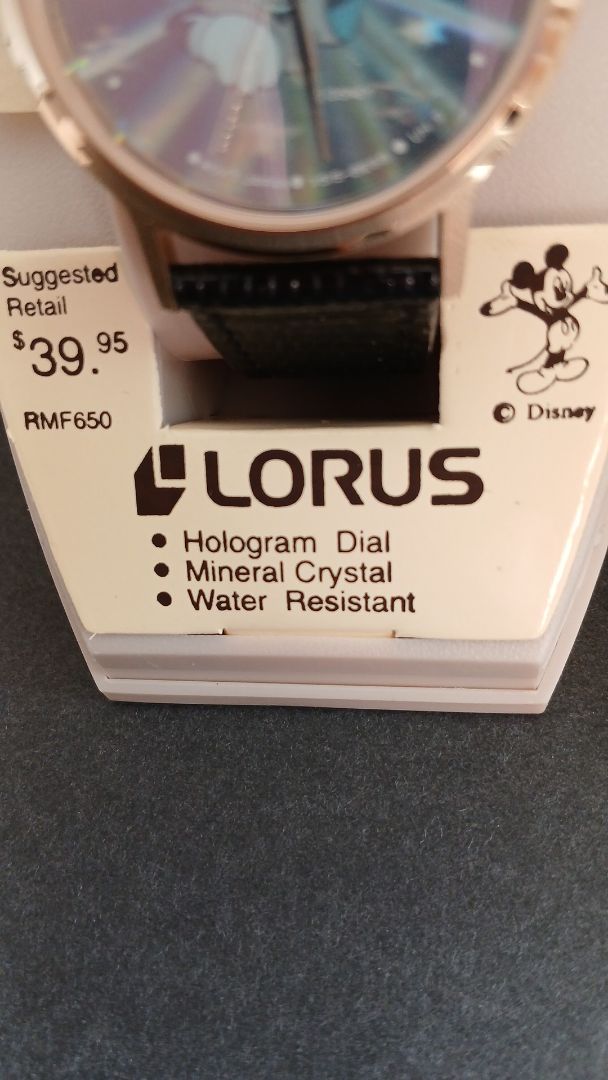 Suggested
Retail
$39.95
RMF650
© Disney
LORUS
• Hologram Dial
• Mineral Crystal
• Water Resistant